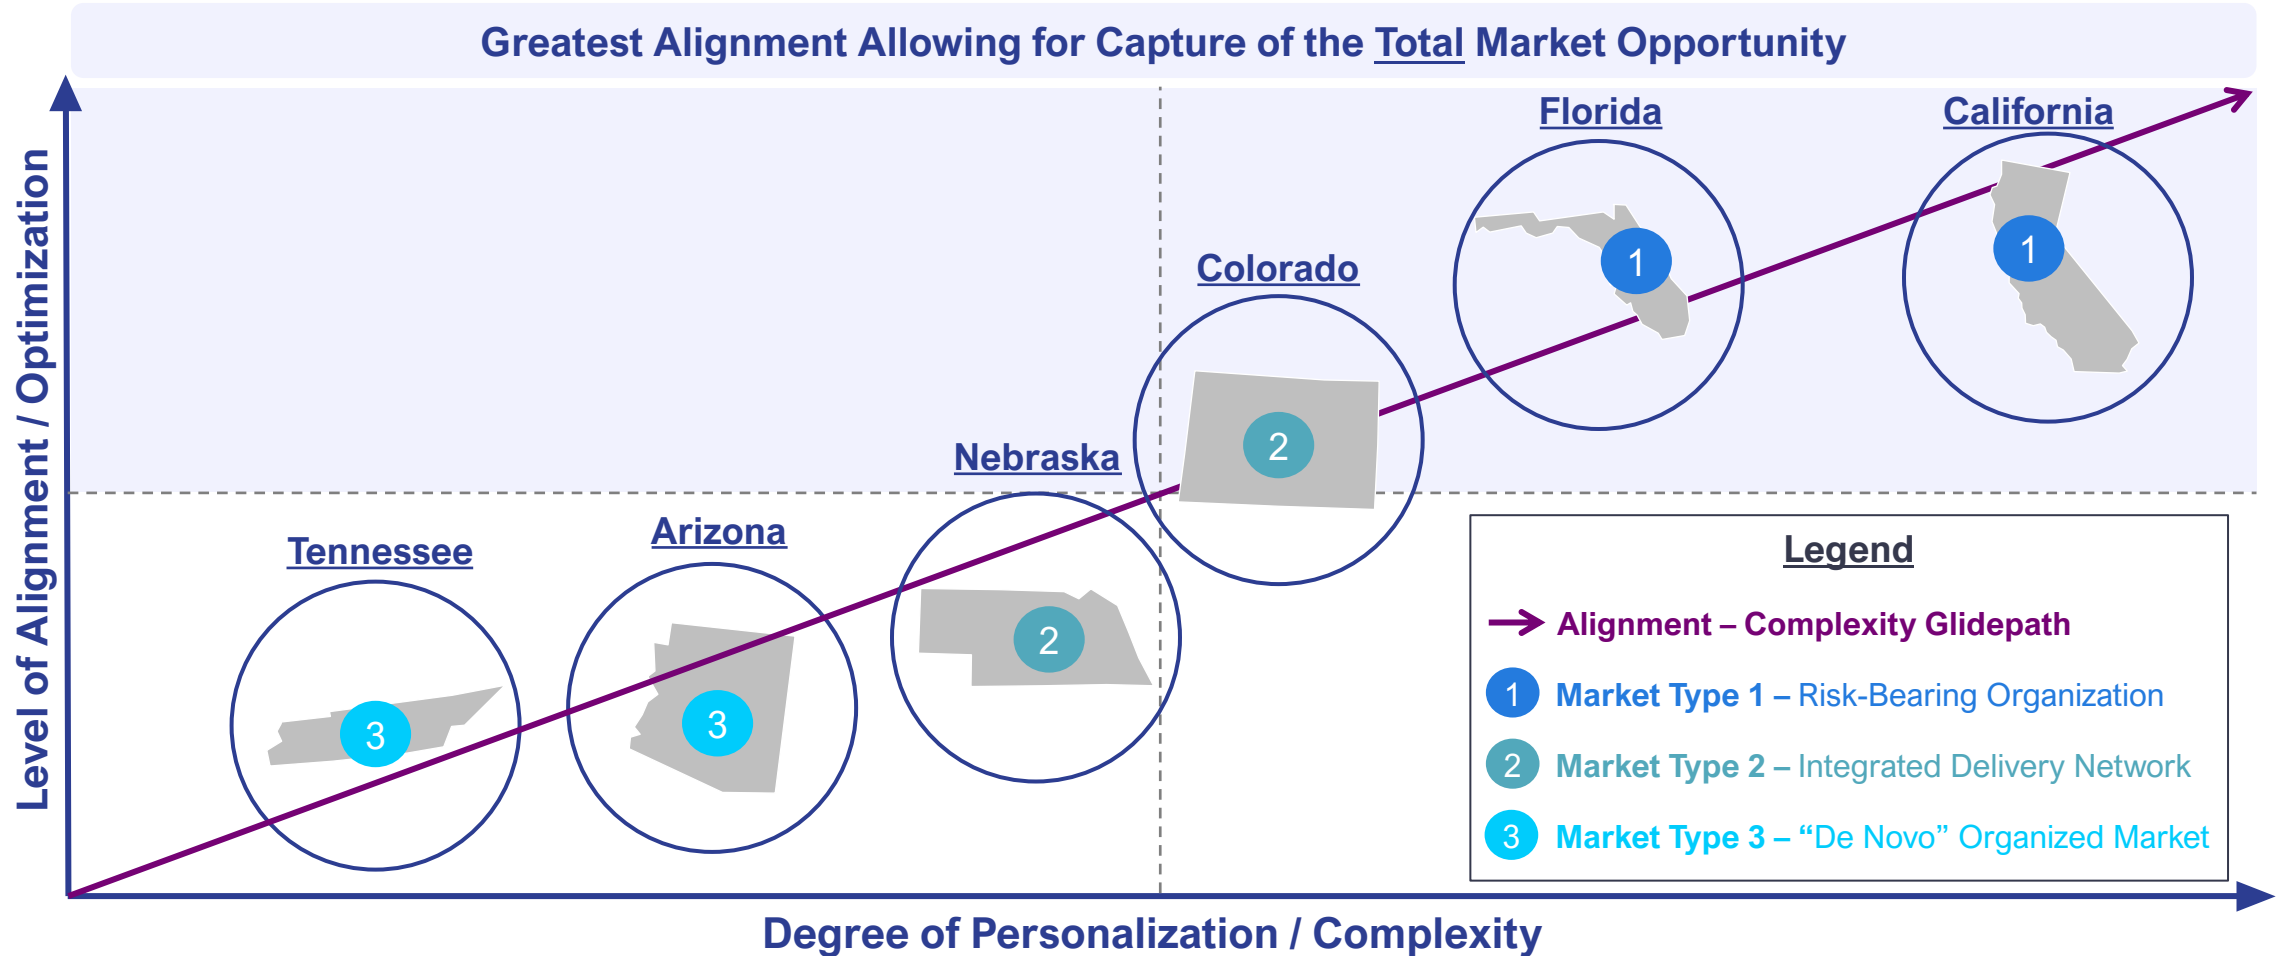 Greatest Alignment Allowing for Capture of the Total Market Opportunity
Level of Alignment / Optimization
Florida
California
1
1
Colorado
2
Nebraska
2
Arizona
3
Tennessee
3
Legend
Alignment – Complexity Glidepath
1 Market Type 1 – Risk-Bearing Organization
2 Market Type 2 – Integrated Delivery Network
3 Market Type 3 – “De Novo” Organized Market
Degree of Personalization / Complexity